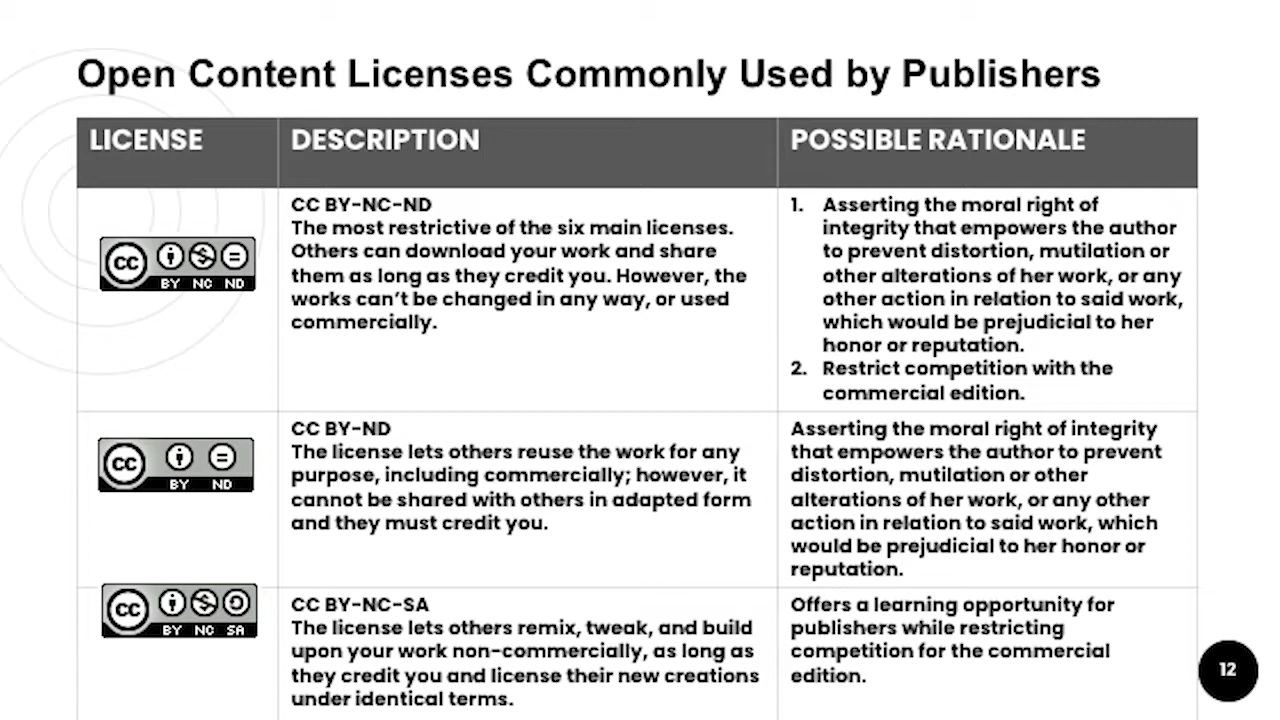 Open Content Licenses Commonly Used by Publishers
LICENSE
DESCRIPTION
POSSIBLE RATIONALE
cc BY NC ND
CC BY-NC-ND
The most restrictive of the six main licenses.
Others can download your work and share
them as long as they credit you. However, the
works can't be changed in any way, or used
commercially.
1. Asserting the moral right of
integrity that empowers the author
to prevent distortion, mutilation or
other alterations of her work, or any
other action in relation to said work,
which would be prejudicial to her
honor or reputation.
2. Restrict competition with the
commercial edition.
cc BY ND
CC BY-ND
The license lets others reuse the work for any
purpose, including commercially; however, it
cannot be shared with others in adapted form
and they must credit you.
Asserting the moral right of integrity
that empowers the author to prevent
distortion, mutilation or other
alterations of her work, or any other
action in relation to said work, which
would be prejudicial to her honor or
reputation.
cc BY NC SA
CC BY-NC-SA
The license lets others remix, tweak, and build
upon your work non-commercially, as long as
they credit you and license their new creations
under identical terms.
Offers a learning opportunity for
publishers while restricting
competition for the commercial
edition.
12